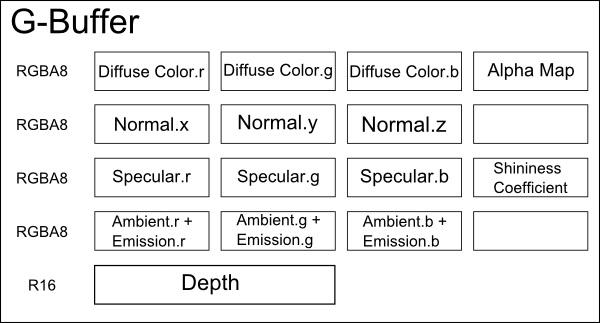 G-Buffer
RGBA8 Diffuse Color.r Diffuse Color.g Diffuse Color.b Alpha Map
RGBA8 Normal.x Normal.y Normal.z
RGBA8 Specular.r Specular.g Specular.b Shininess
Coefficient
RGBA8 Ambient.r + Ambient.g + Ambient.b +
Emission.r Emission.g Emission.b
R16 Depth